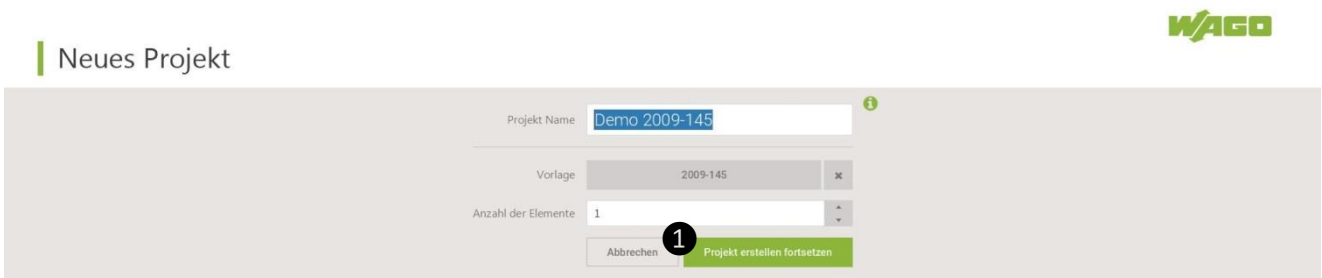 WAGO
Neues Projekt
Projekt Name Demo 2009-145
Vorlage 2009-145
Anzahl der Elemente 1
Abbrechen 1 Projekt erstellen fortsetzen